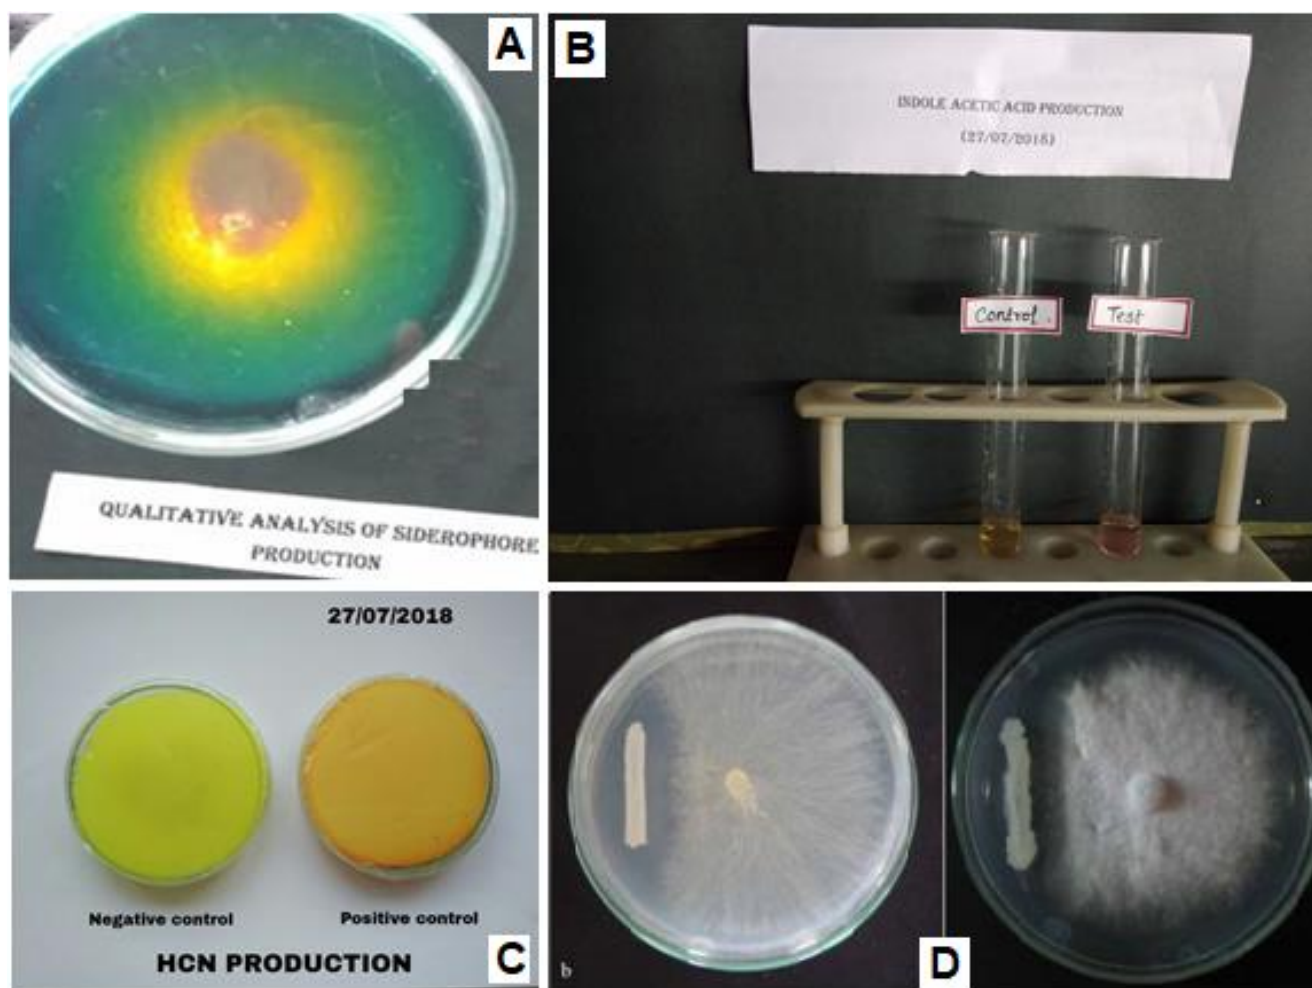 A
QUALITATIVE ANALYSIS OF SIDEROPHORE
PRODUCTION
B
INDOLE ACETIC ACID PRODUCTION
(27/07/2018)
Control
Test
27/07/2018
Negative control
Positive control
HCN PRODUCTION
C
b
D